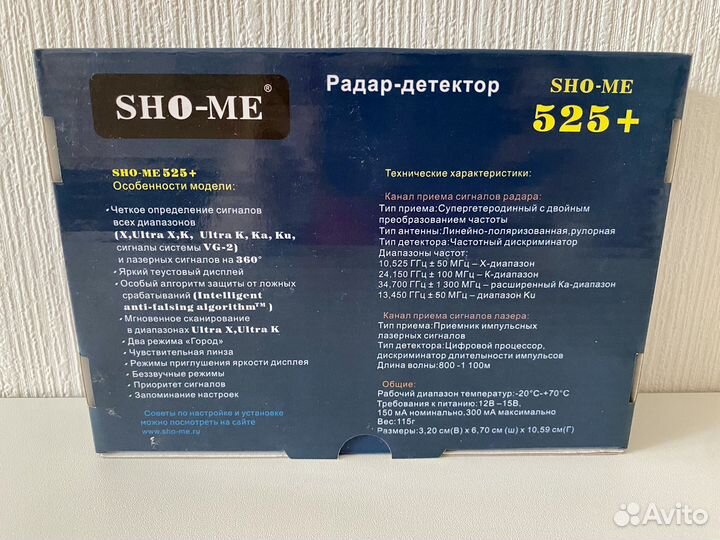 SHO-ME®
Радар-детектор
SHO-ME
525+
SHO-ME 525+
Особенности модели:
· Четкое определение сигналов
всех диапазонов
(X,Ultra X,K, Ultra K, Ka, Ku,
сигналы системы VG-2)
и лазерных сигналов на 360°
· Яркий теустовый дисплей
· Особый алгоритм защиты от ложных
срабатываний (Intelligent
anti-falsing algorithm™)
· Мгновенное сканирование
в диапазонах Ultra X,Ultra K
· Два режима «Город»
· Чувствительная линза
· Режимы приглушения яркости дисплея
· Беззвучные режимы
· Приоритет сигналов
· Запоминание настроек
Советы по настройке и установке
можно посмотреть на сайте
www.sho-me.ru
Технические характеристики:
Канал приема сигналов радара:
Тип приема:Супергетеродинный с двойным
преобразованием частоты
Тип антенны:Линейно-поляризованная,рупорная
Тип детектора:Частотный дискриминатор
Диапазоны частот:
10,525 ГГц ± 50 МГц – X-диапазон
24,150 ГГц ± 100 МГц – К-диапазон
34,700 ГГц ± 1 300 МГц – расширенный Ка-диапазон
13,450 ГГц ± 50 МГц – диапазон Ku
Канал приема сигналов лазера:
Тип приема:Приемник импульсных
лазерных сигналов
Тип детектора:Цифровой процессор,
дискриминатор длительности импульсов
Длина волны:800 -1 100м
Общие:
Рабочий диапазон температур:-20°C-+70°C
Требования к питанию:12В –15В,
150 мА номинально,300 мА максимально
Вес:115г
Размеры:3,20 см(В) х 6,70 см (ш) х 10,59 см(Г)
Avito